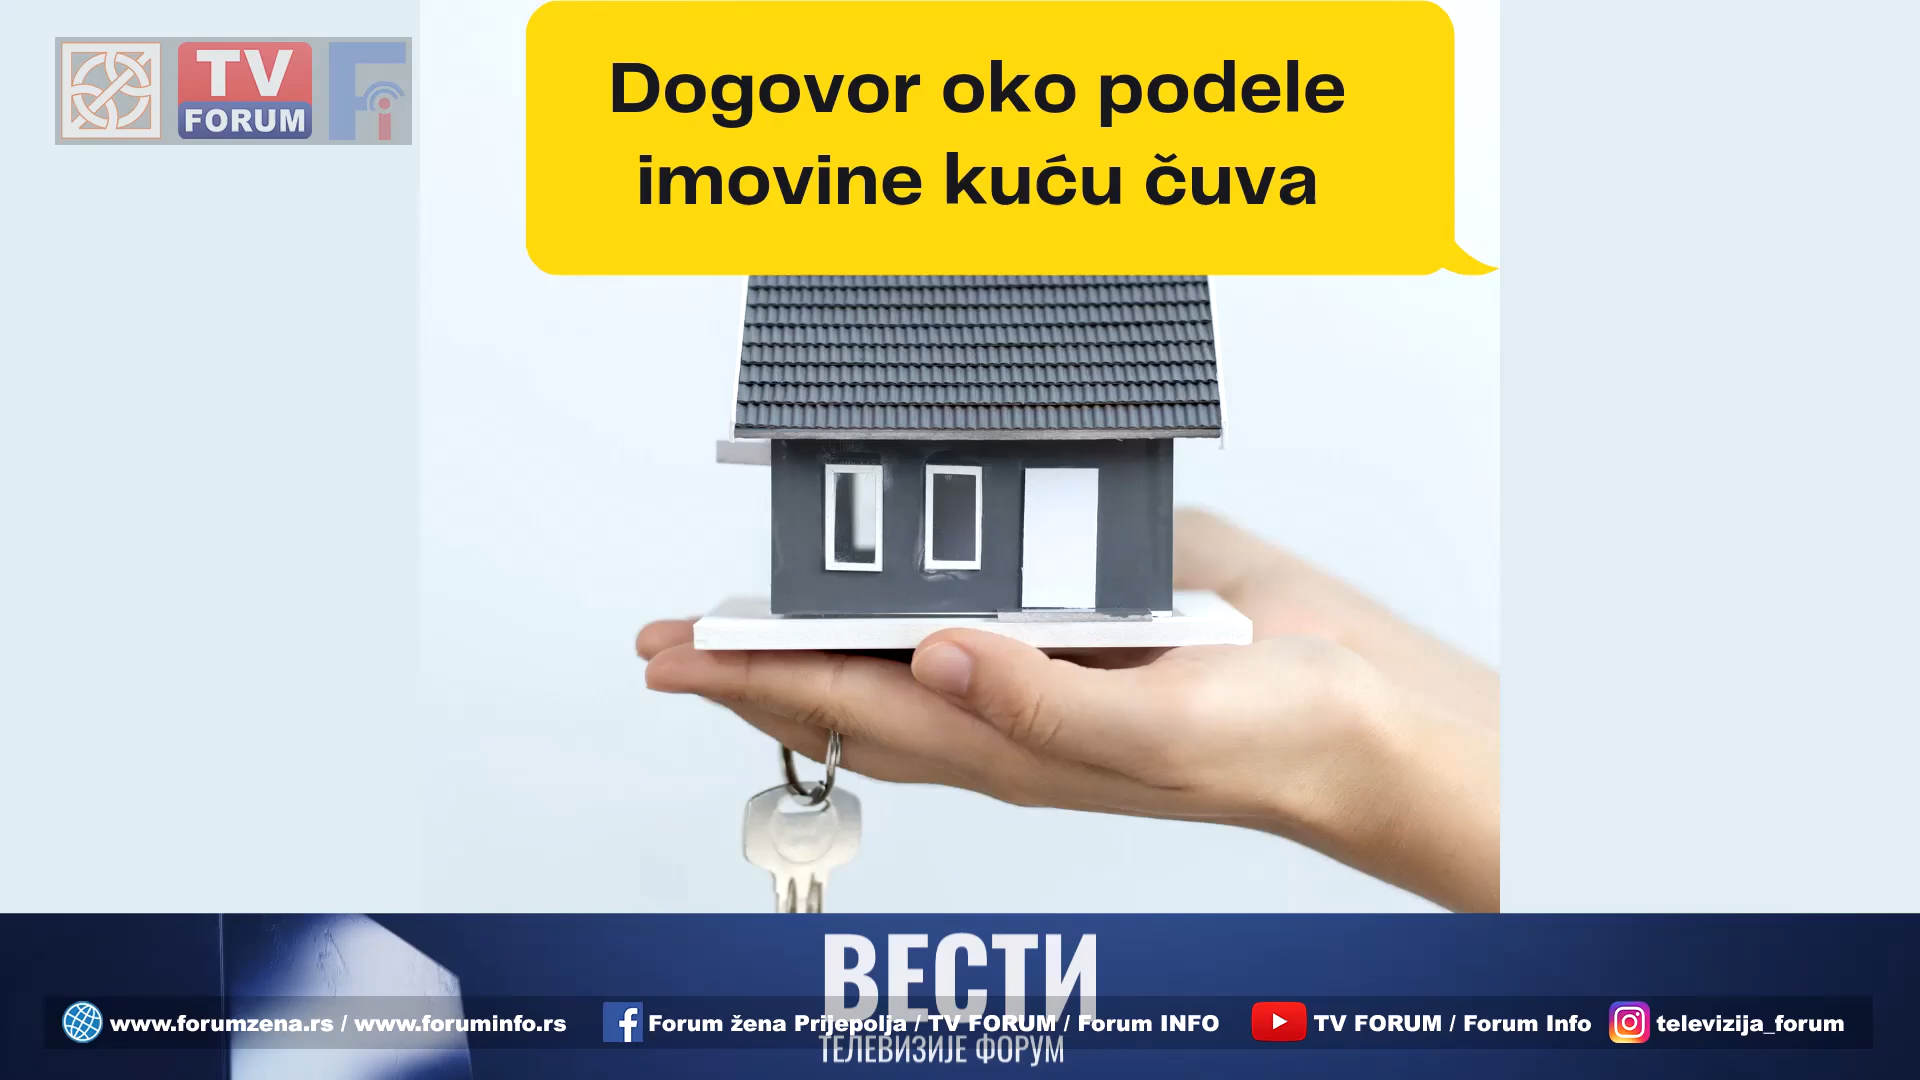 TV
FORUM
Fi
Dogovor oko podele
imovine kuću čuva
ВЕСТИ
www.forumzena.rs / www.foruminfo.rs
Forum žena Prijepolja / TV FORUM / Forum INFO
TV FORUM / Forum Info
televizija_forum
ТЕЛЕВИЗИЈЕ ФОРУМ